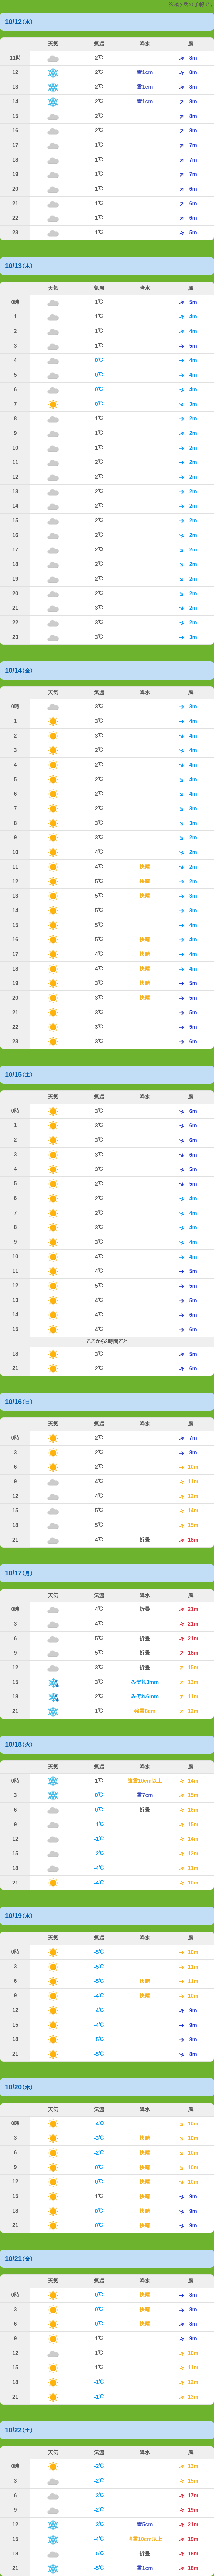 10/12(水)
天気 気温 降水 風
11時 2℃ 8m
12 2℃ 雪1cm 8m
13 2℃ 雪1cm 8m
14 2℃ 雪1cm 8m
15 2℃ 8m
16 2℃ 8m
17 1℃ 7m
18 1℃ 7m
19 1℃ 7m
20 1℃ 6m
21 1℃ 6m
22 1℃ 6m
23 1℃ 5m
10/13(木)
天気 気温 降水 風
0時 1℃ 5m
1 1℃ 4m
2 1℃ 4m
3 1℃ 5m
4 0℃ 4m
5 0℃ 4m
6 0℃ 4m
7 0℃ 3m
8 1℃ 2m
9 1℃ 2m
10 1℃ 2m
11 2℃ 2m
12 2℃ 2m
13 2℃ 2m
14 2℃ 2m
15 2℃ 2m
16 2℃ 2m
17 2℃ 2m
18 2℃ 2m
19 2℃ 2m
20 2℃ 2m
21 3℃ 2m
22 3℃ 2m
23 3℃ 3m
10/14(金)
天気 気温 降水 風
0時 3℃ 3m
1 3℃ 4m
2 3℃ 4m
3 2℃ 4m
4 2℃ 4m
5 2℃ 4m
6 2℃ 4m
7 2℃ 3m
8 3℃ 3m
9 3℃ 2m
10 4℃ 2m
11 4℃ 快晴 2m
12 5℃ 快晴 2m
13 5℃ 快晴 3m
14 5℃ 3m
15 5℃ 4m
16 5℃ 快晴 4m
17 4℃ 快晴 4m
18 4℃ 快晴 4m
19 3℃ 快晴 5m
20 3℃ 快晴 5m
21 3℃ 5m
22 3℃ 5m
23 3℃ 6m
10/15(土)
天気 気温 降水 風
0時 3℃ 6m
1 3℃ 6m
2 3℃ 6m
3 3℃ 6m
4 3℃ 5m
5 2℃ 5m
6 2℃ 4m
7 2℃ 4m
8 3℃ 4m
9 3℃ 4m
10 4℃ 4m
11 4℃ 5m
12 5℃ 5m
13 4℃ 5m
14 4℃ 6m
15 4℃ 6m
ここから3時間ごと
18 3℃ 5m
21 2℃ 6m
10/16(日)
天気 気温 降水 風
0時 2℃ 7m
3 2℃ 8m
6 2℃ 10m
9 4℃ 11m
12 4℃ 12m
15 5℃ 14m
18 5℃ 15m
21 4℃ 折畳 18m
10/17(月)
天気 気温 降水 風
0時 4℃ 折畳 21m
3 4℃ 21m
6 5℃ 折畳 21m
9 5℃ 折畳 18m
12 3℃ 折畳 15m
15 3℃ みぞれ3mm 13m
18 2℃ みぞれ6mm 11m
21 1℃ 強雪8cm 12m
10/18(火)
天気 気温 降水 風
0時 1℃ 強雪10cm以上 14m
3 0℃ 雪7cm 15m
6 0℃ 折畳 16m
9 -1℃ 15m
12 -1℃ 14m
15 -2℃ 12m
18 -4℃ 11m
21 -4℃ 10m
10/19(水)
天気 気温 降水 風
0時 -5℃ 10m
3 -5℃ 11m
6 -5℃ 快晴 11m
9 -4℃ 快晴 10m
12 -4℃ 9m
15 -4℃ 9m
18 -5℃ 8m
21 -5℃ 8m
10/20(木)
天気 気温 降水 風
0時 -4℃ 10m
3 -3℃ 快晴 10m
6 -2℃ 快晴 10m
9 0℃ 快晴 10m
12 0℃ 快晴 10m
15 1℃ 快晴 9m
18 0℃ 快晴 9m
21 0℃ 快晴 9m
10/21(金)
天気 気温 降水 風
0時 0℃ 快晴 8m
3 0℃ 快晴 8m
6 0℃ 快晴 8m
9 1℃ 9m
12 1℃ 10m
15 1℃ 11m
18 -1℃ 12m
21 -1℃ 13m
10/22(土)
天気 気温 降水 風
0時 -2℃ 13m
3 -2℃ 15m
6 -3℃ 17m
9 -2℃ 19m
12 -3℃ 雪5cm 21m
15 -4℃ 強雪10cm以上 19m
18 -5℃ 折畳 18m
21 -5℃ 雪1cm 18m